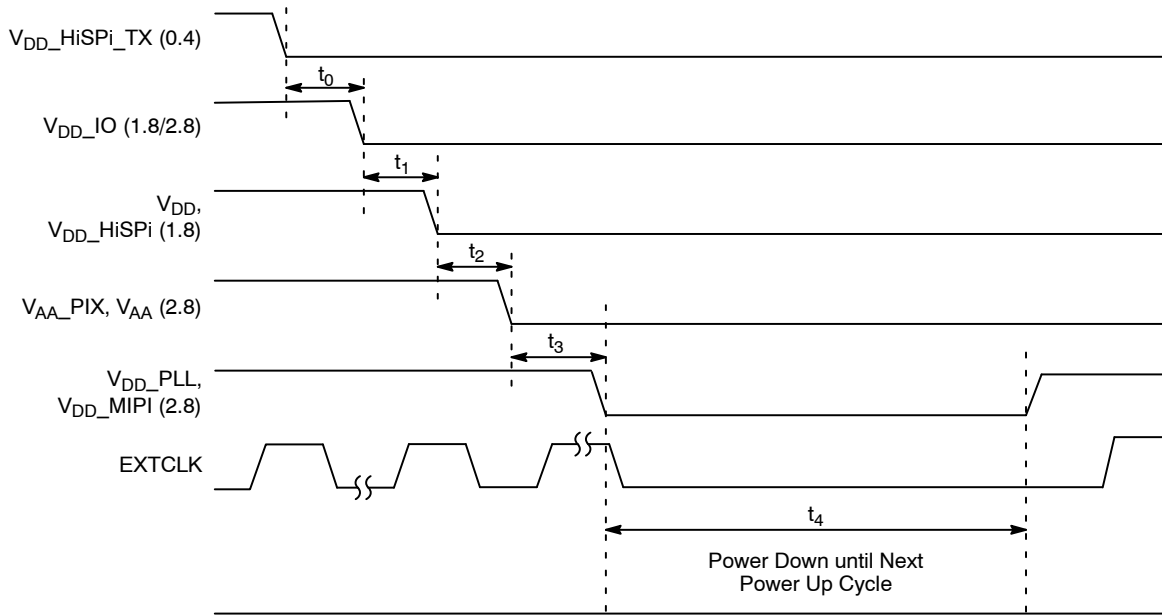 V_DD_HiSPi_TX (0.4)
t_0
V_DD_IO (1.8/2.8)
t_1
V_DD,
V_DD_HiSPi (1.8)
t_2
V_AA_PIX, V_AA (2.8)
t_3
V_DD_PLL,
V_DD_MIPI (2.8)
EXTCLK
t_4
Power Down until Next
Power Up Cycle